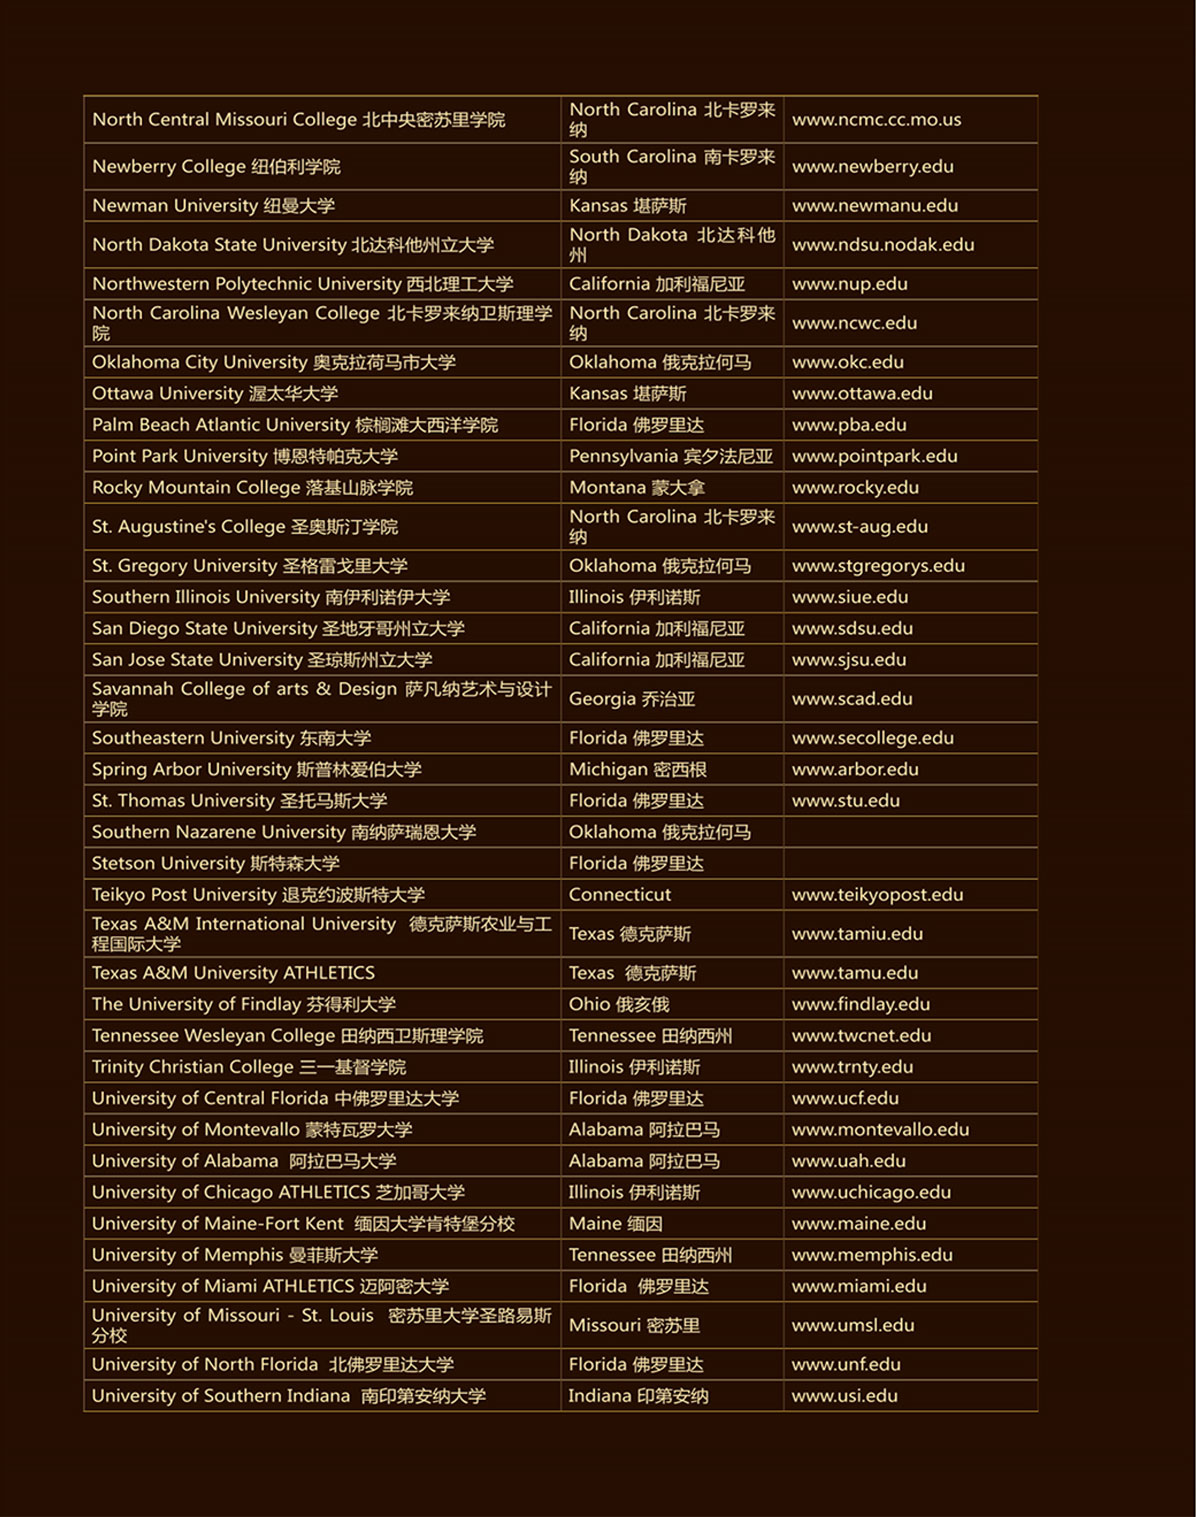 North Central Missouri College 北中央密苏里学院 North Carolina 北卡罗来纳 www.ncmc.cc.mo.us
Newberry College 纽伯利学院 South Carolina 南卡罗来纳 www.newberry.edu
Newman University 纽曼大学 Kansas 堪萨斯 www.newmanu.edu
North Dakota State University 北达科他州立大学 North Dakota 北达科他州 www.ndsu.nodak.edu
Northwestern Polytechnic University 西北理工大学 California 加利福尼亚 www.nup.edu
North Carolina Wesleyan College 北卡罗来纳卫斯理学院 North Carolina 北卡罗来纳 www.ncwc.edu
Oklahoma City University 奥克拉荷马市大学 Oklahoma 俄克拉何马 www.okc.edu
Ottawa University 渥太华大学 Kansas 堪萨斯 www.ottawa.edu
Palm Beach Atlantic University 棕榈滩大西洋学院 Florida 佛罗里达 www.pba.edu
Point Park University 博恩特帕克大学 Pennsylvania 宾夕法尼亚 www.pointpark.edu
Rocky Mountain College 落基山脉学院 Montana 蒙大拿 www.rocky.edu
St. Augustine's College 圣奥斯汀学院 North Carolina 北卡罗来纳 www.st-aug.edu
St. Gregory University 圣格雷戈里大学 Oklahoma 俄克拉何马 www.stgregorys.edu
Southern Illinois University 南伊利诺伊大学 Illinois 伊利诺斯 www.siue.edu
San Diego State University 圣地牙哥州立大学 California 加利福尼亚 www.sdsu.edu
San Jose State University 圣琼斯州立大学 California 加利福尼亚 www.sjsu.edu
Savannah College of arts & Design 萨凡纳艺术与设计学院 Georgia 乔治亚 www.scad.edu
Southeastern University 东南大学 Florida 佛罗里达 www.secollege.edu
Spring Arbor University 斯普林爱伯大学 Michigan 密西根 www.arbor.edu
St. Thomas University 圣托马斯大学 Florida 佛罗里达 www.stu.edu
Southern Nazarene University 南纳萨瑞恩大学 Oklahoma 俄克拉何马
Stetson University 斯特森大学 Florida 佛罗里达
Teikyo Post University 退克约波斯特大学 Connecticut www.teikyopost.edu
Texas A&M International University 德克萨斯农业与工程国际大学 Texas 德克萨斯 www.tamiu.edu
Texas A&M University ATHLETICS Texas 德克萨斯 www.tamu.edu
The University of Findlay 芬得利大学 Ohio 俄亥俄 www.findlay.edu
Tennessee Wesleyan College 田纳西卫斯理学院 Tennessee 田纳西州 www.twcnet.edu
Trinity Christian College 三一基督学院 Illinois 伊利诺斯 www.trnty.edu
University of Central Florida 中佛罗里达大学 Florida 佛罗里达 www.ucf.edu
University of Montevallo 蒙特瓦罗大学 Alabama 阿拉巴马 www.montevallo.edu
University of Alabama 阿拉巴马大学 Alabama 阿拉巴马 www.uah.edu
University of Chicago ATHLETICS 芝加哥大学 Illinois 伊利诺斯 www.uchicago.edu
University of Maine-Fort Kent 缅因大学肯特堡分校 Maine 缅因 www.maine.edu
University of Memphis 曼菲斯大学 Tennessee 田纳西州 www.memphis.edu
University of Miami ATHLETICS 迈阿密大学 Florida 佛罗里达 www.miami.edu
University of Missouri - St. Louis 密苏里大学圣路易斯分校 Missouri 密苏里 www.umsl.edu
University of North Florida 北佛罗里达大学 Florida 佛罗里达 www.unf.edu
University of Southern Indiana 南印第安纳大学 Indiana 印第安纳 www.usi.edu